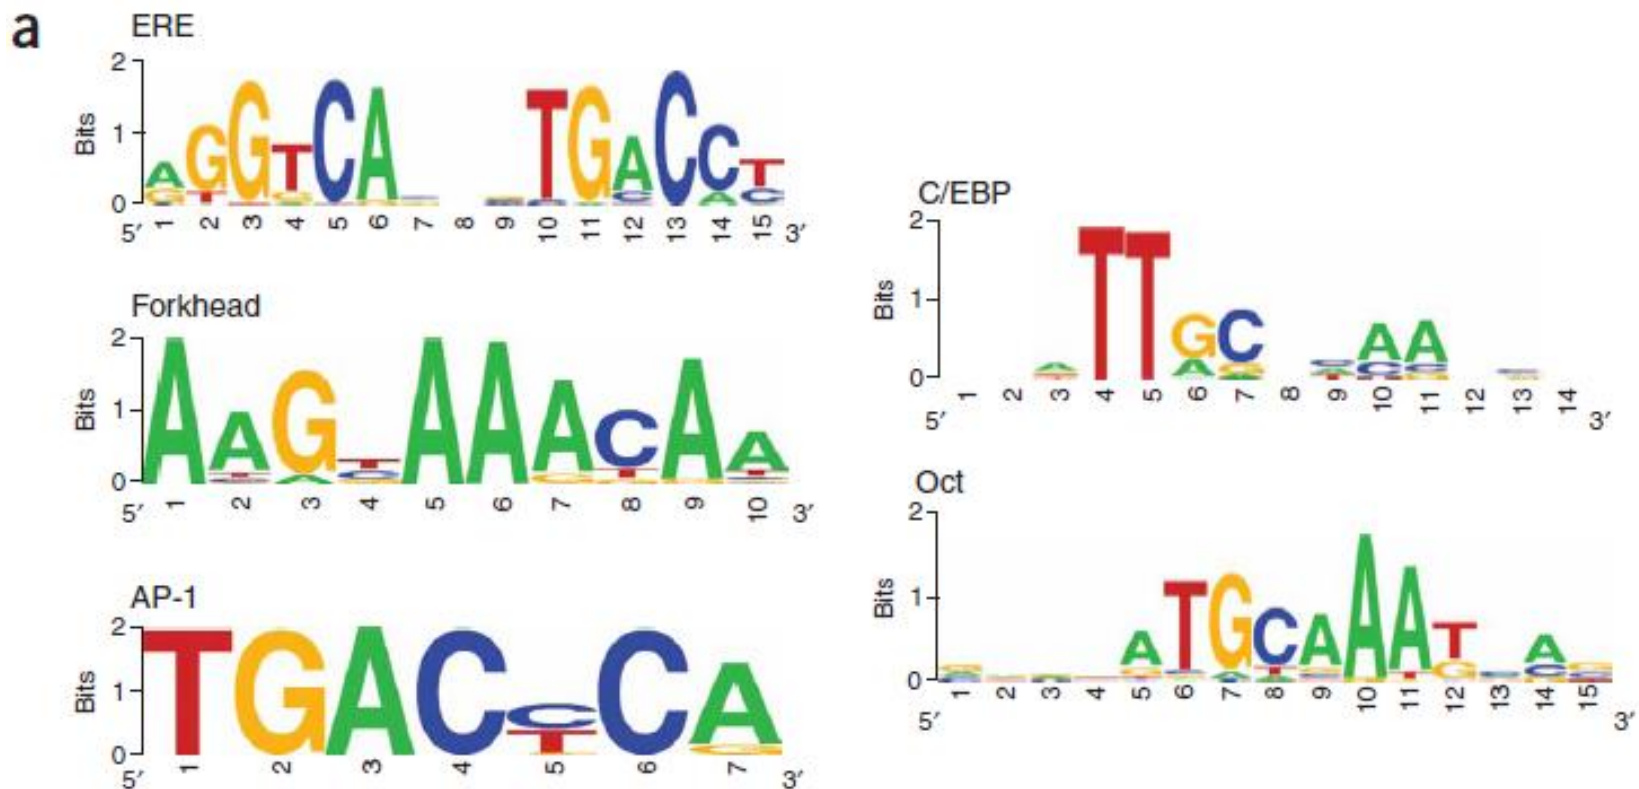 a
ERE
2
1
0
Bits
AGGTCA TGACCT
5′ 1 2 3 4 5 6 7 8 9 10 11 12 13 14 15 3′
Forkhead
2
1
0
Bits
AAGTAAACAA
5′ 1 2 3 4 5 6 7 8 9 10 3′
AP-1
2
1
0
Bits
TGACCCA
T
5′ 1 2 3 4 5 6 7 3′
C/EBP
2
1
0
Bits
A TTGC CAA
5′ 1 2 3 4 5 6 7 8 9 10 11 12 13 14 3′
Oct
2
1
0
Bits
ATGCAAAT A
5′ 1 2 3 4 5 6 7 8 9 10 11 12 13 14 15 3′